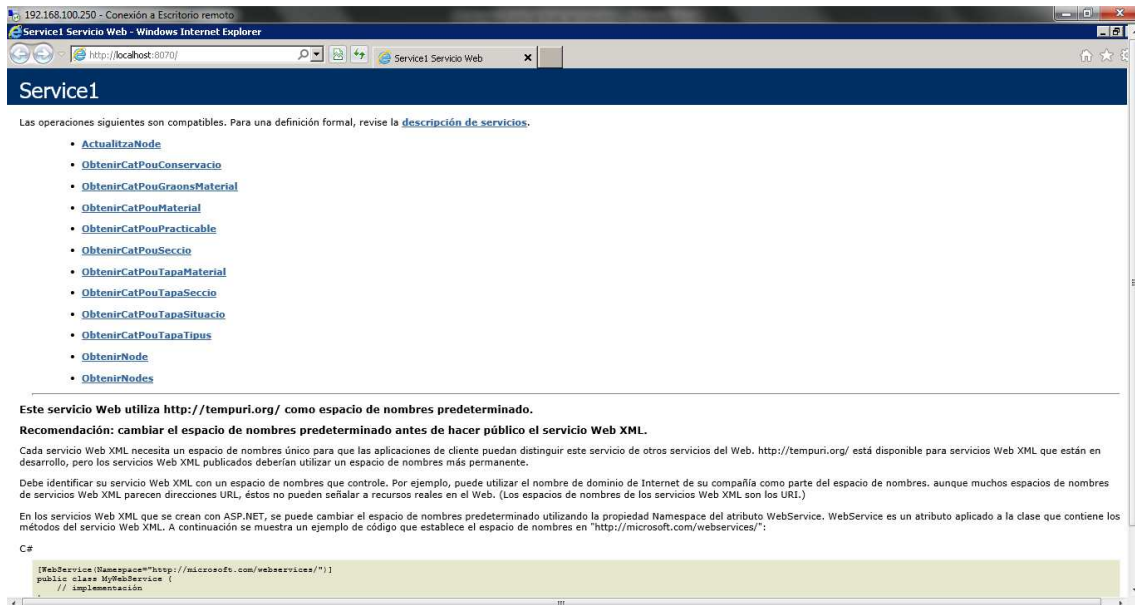 192.168.100.250 - Conexión a Escritorio remoto
Service1 Servicio Web - Windows Internet Explorer
http://localhost:8070/
Service1 Servicio Web
Service1
Las operaciones siguientes son compatibles. Para una definición formal, revise la descripción de servicios.
• ActualitzaNode
• ObtenirCatPouConservacio
• ObtenirCatPouGraonsMaterial
• ObtenirCatPouMaterial
• ObtenirCatPouPracticable
• ObtenirCatPouSeccio
• ObtenirCatPouTapaMaterial
• ObtenirCatPouTapaSeccio
• ObtenirCatPouTapaSituacio
• ObtenirCatPouTapaTipus
• ObtenirNode
• ObtenirNodes
Este servicio Web utiliza http://tempuri.org/ como espacio de nombres predeterminado.
Recomendación: cambiar el espacio de nombres predeterminado antes de hacer público el servicio Web XML.
Cada servicio Web XML necesita un espacio de nombres único para que las aplicaciones de cliente puedan distinguir este servicio de otros servicios del Web. http://tempuri.org/ está disponible para servicios Web XML que están en
desarrollo, pero los servicios Web XML publicados deberían utilizar un espacio de nombres más permanente.
Debe identificar su servicio Web XML con un espacio de nombres que controle. Por ejemplo, puede utilizar el nombre de dominio de Internet de su compañía como parte del espacio de nombres. aunque muchos espacios de nombres
de servicios Web XML parecen direcciones URL, éstos no pueden señalar a recursos reales en el Web. (Los espacios de nombres de los servicios Web XML son los URI.)
En los servicios Web XML que se crean con ASP.NET, se puede cambiar el espacio de nombres predeterminado utilizando la propiedad Namespace del atributo WebService. WebService es un atributo aplicado a la clase que contiene los
métodos del servicio Web XML. A continuación se muestra un ejemplo de código que establece el espacio de nombres en "http://microsoft.com/webservices/":
C#
[WebService(Namespace="http://microsoft.com/webservices/")]
public class MyWebService {
// implementación